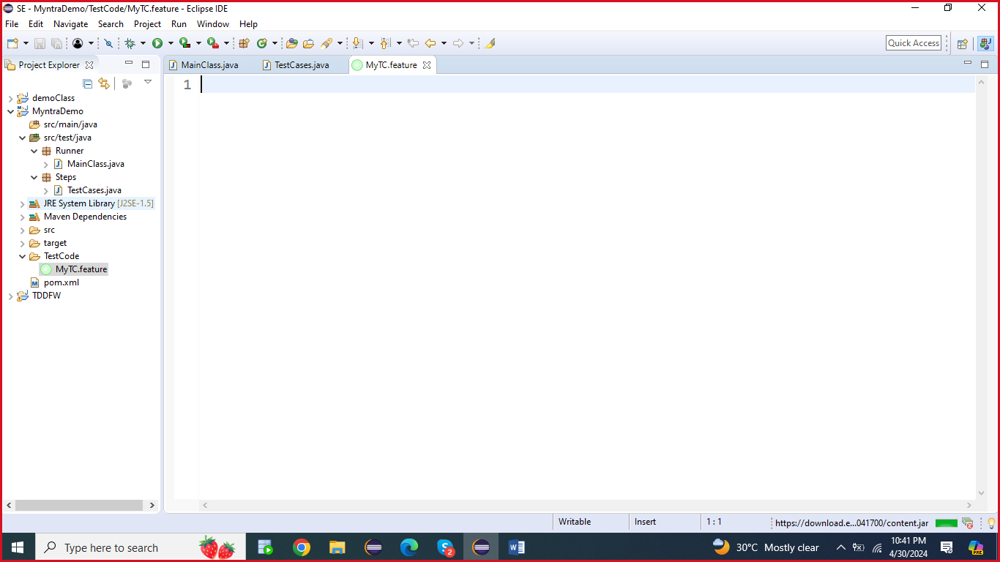 SE - MyntraDemo/TestCode/MyTC.feature - Eclipse IDE
File Edit Navigate Search Project Run Window Help
Quick Access
Project Explorer
MainClass.java TestCases.java MyTC.feature
1
demoClass
MyntraDemo
src/main/java
src/test/java
Runner
MainClass.java
Steps
TestCases.java
JRE System Library [J2SE-1.5]
Maven Dependencies
src
target
TestCode
MyTC.feature
pom.xml
TDDFW
Writable Insert 1 : 1 https://download.e...041700/content.jar
Type here to search
2
30°C Mostly clear
10:41 PM
4/30/2024
PRE